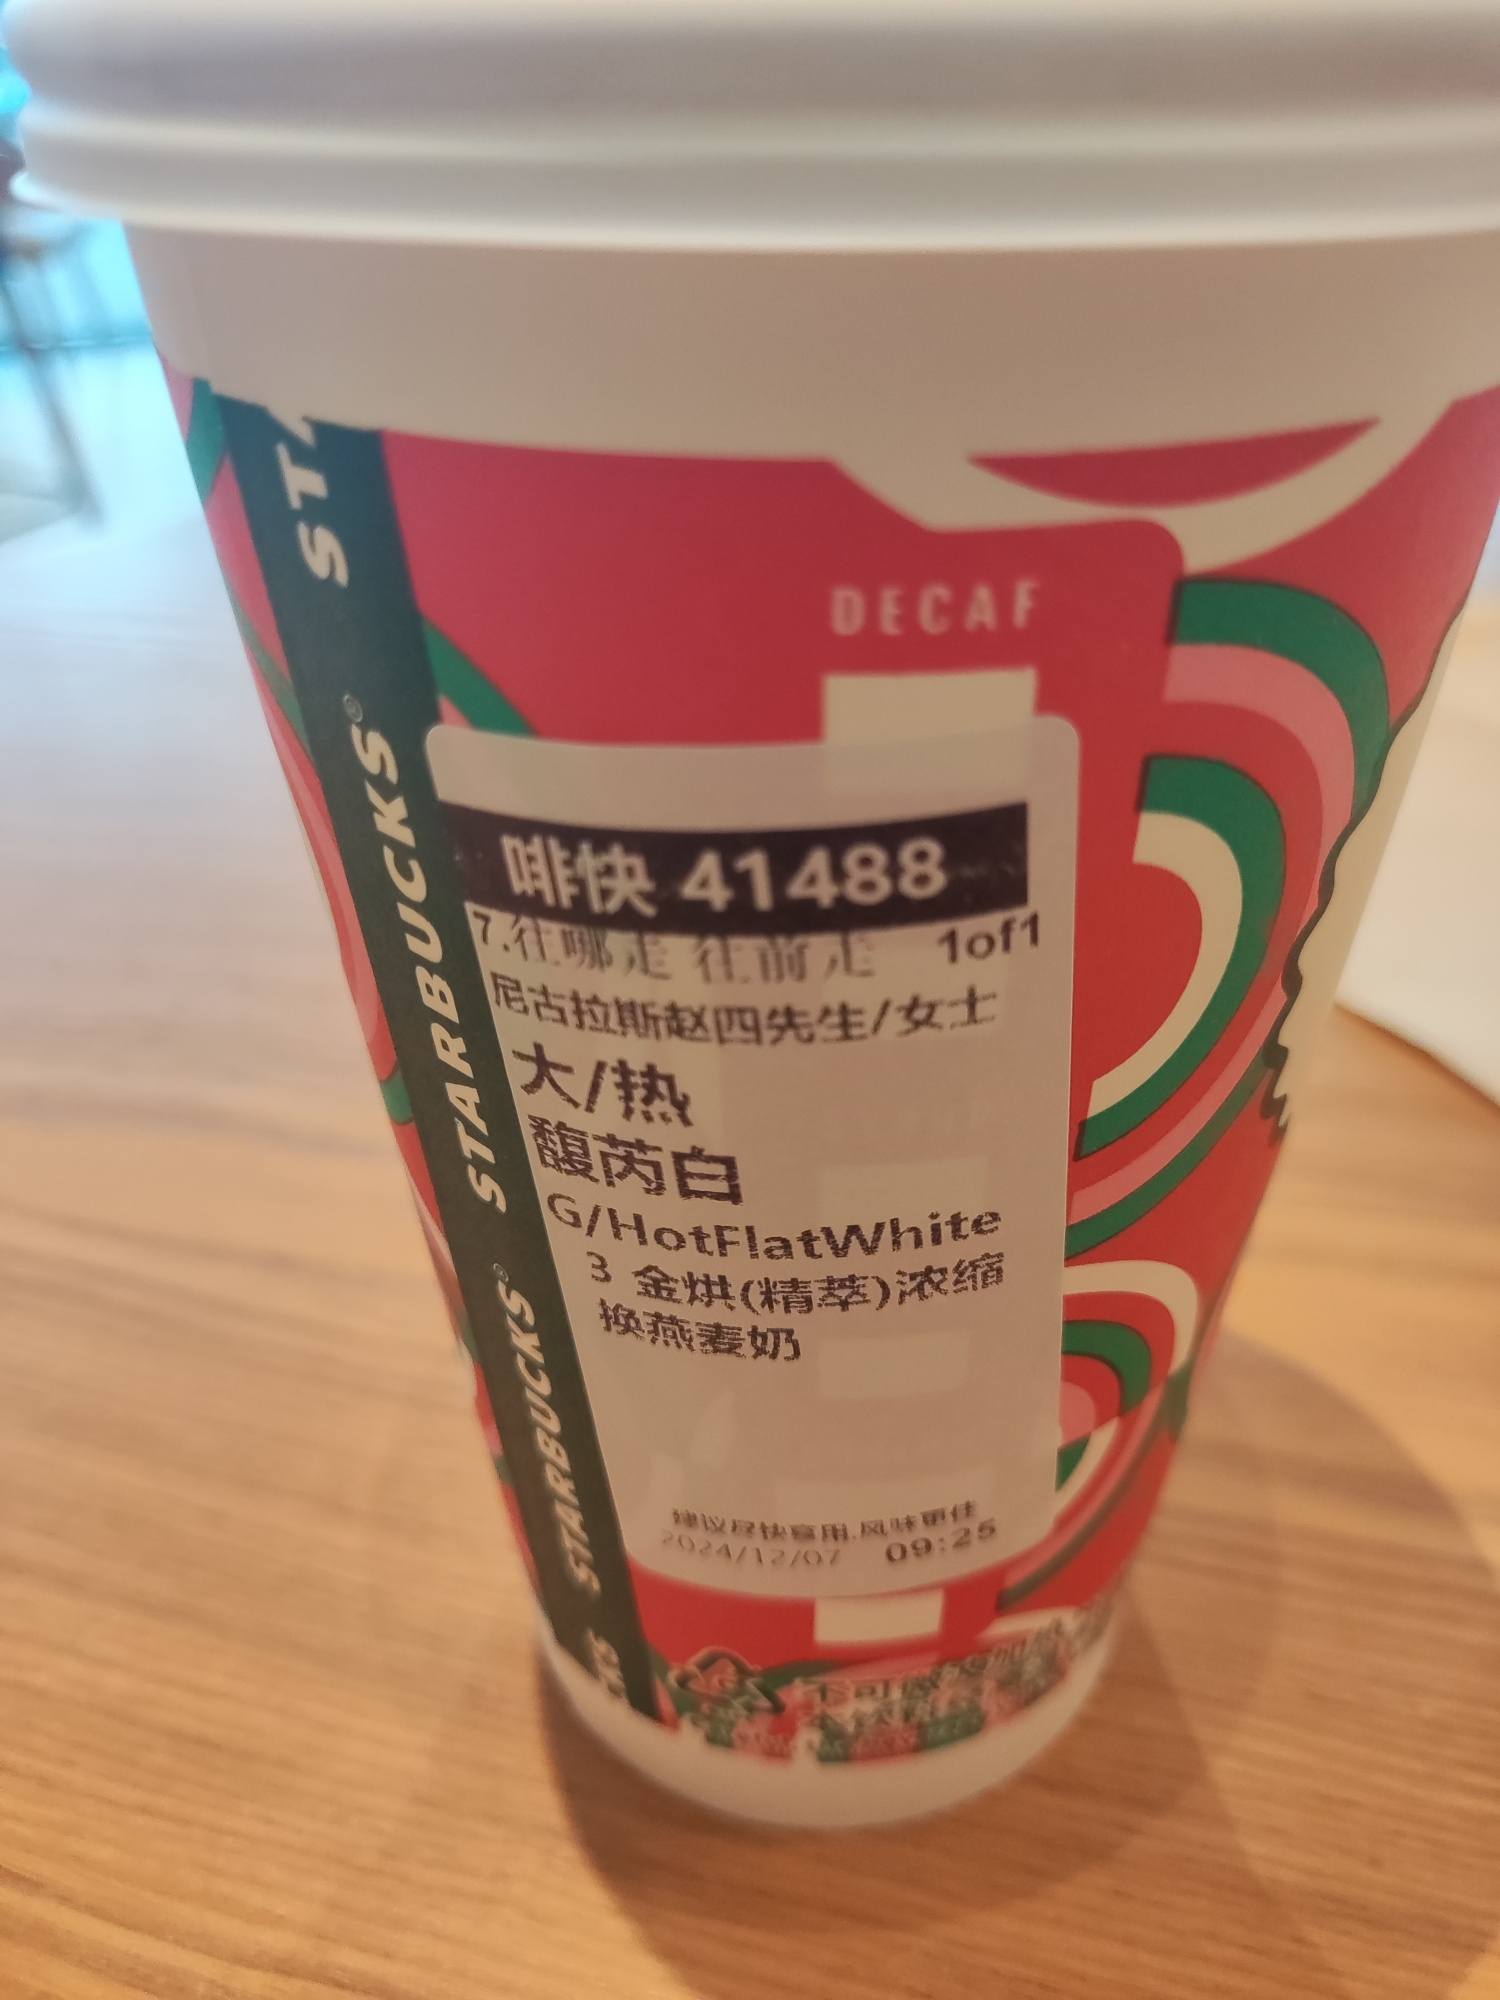 STA
STARBUCKS®
STARBUCKS®
DECAF
啡快 41488
7.往哪走 往前走 1of1
尼古拉斯赵四先生/女士
大/热
馥芮白
G/HotFlatWhite
3 金烘(精萃)浓缩
换燕麦奶
建议尽快享用,风味更佳
2024/12/07 09:25